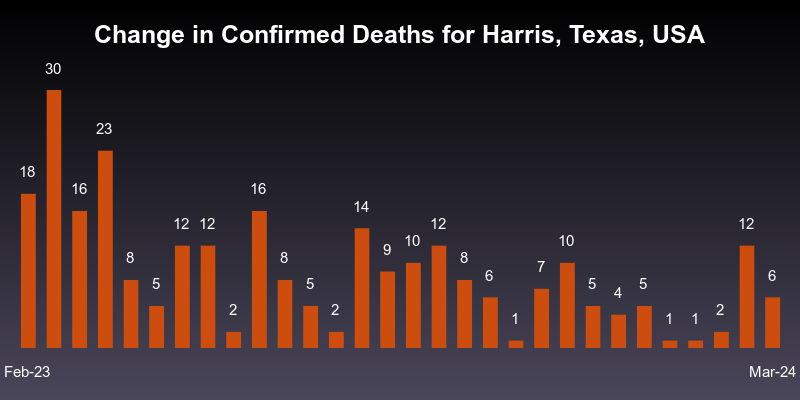 Change in Confirmed Deaths for Harris, Texas, USA
18 30 16 23 8 5 12 12 2 16 8 5 2 14 9 10 12 8 6 1 7 10 5 4 5 1 1 2 12 6
Feb-23 Mar-24